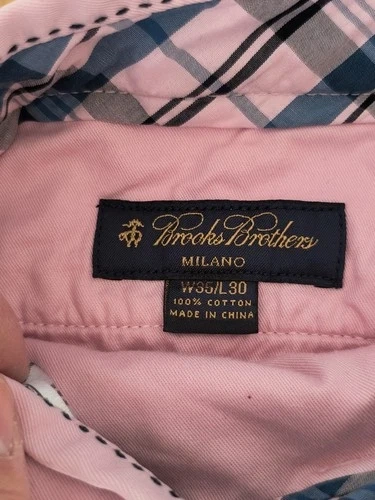 Brooks Brothers
MILANO
W35/L30
100% COTTON
MADE IN CHINA